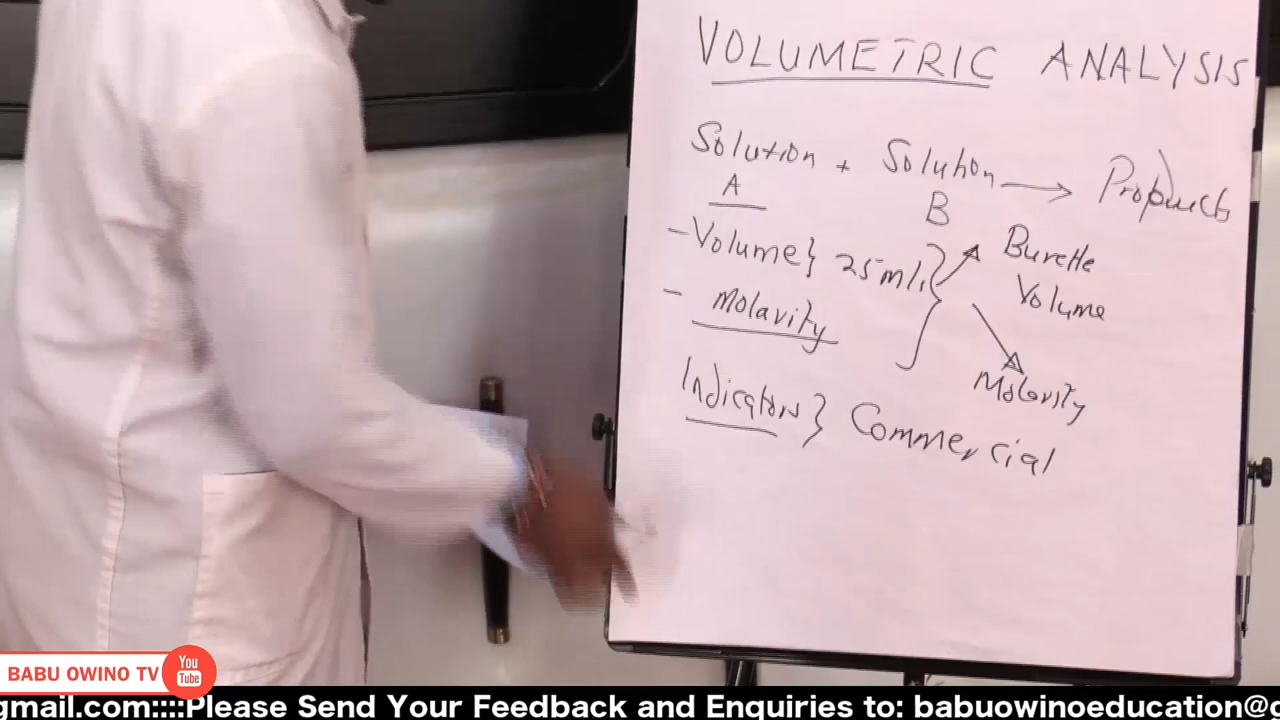 VOLUMETRIC ANALYSIS
Solution + Solution → Products
A B
- Volume} 25ml. } Burette
Volume
- Molarity
Molarity
Indicators } Commercial
BABU OWINO TV You Tube
gmail.com::::Please Send Your Feedback and Enquiries to: babuowinoeducation@